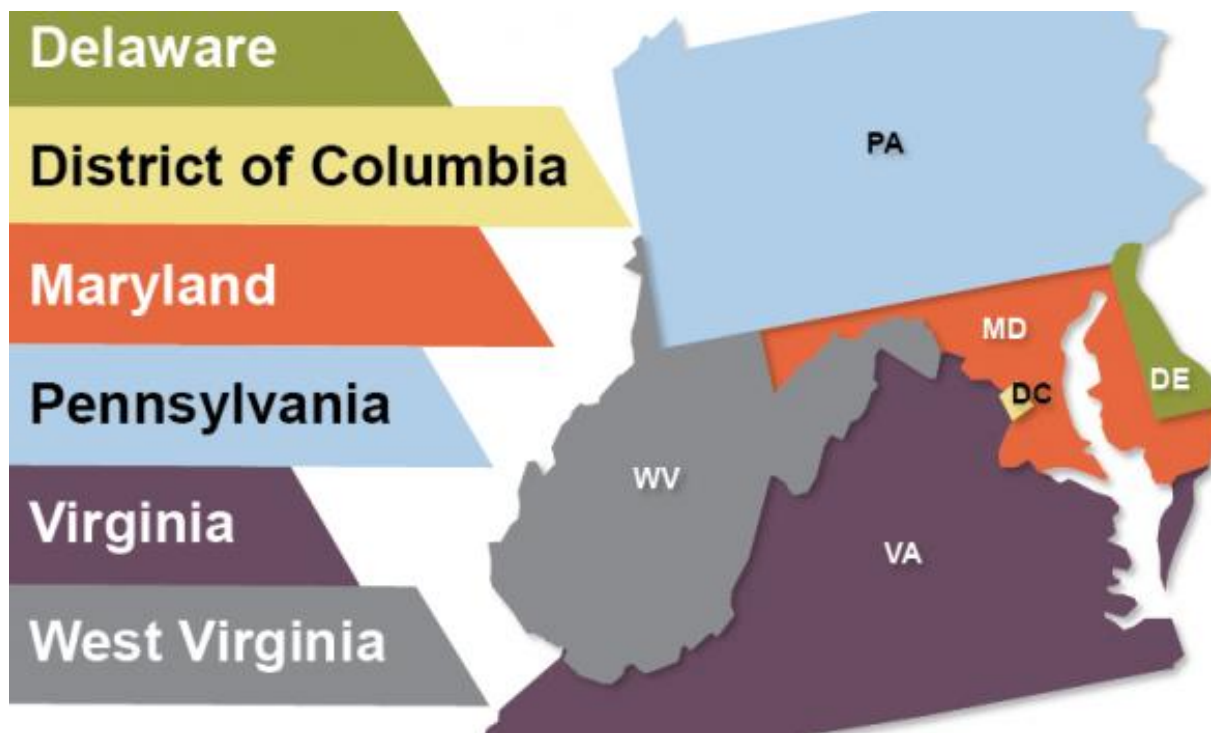 Delaware
District of Columbia
Maryland
Pennsylvania
Virginia
West Virginia
PA
MD
DE
DC
WV
VA